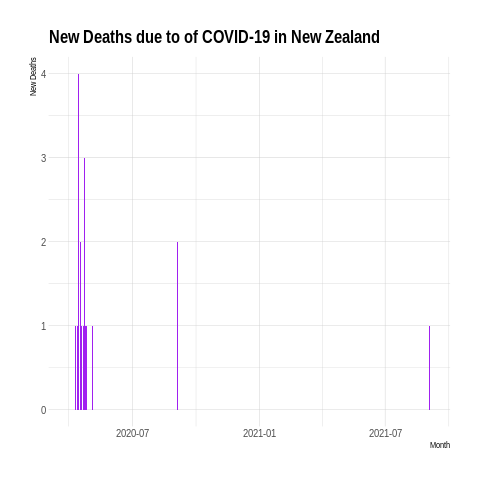 New Deaths due to of COVID-19 in New Zealand
New Deaths
4
3
2
1
0
2020-07
2021-01
2021-07
Month